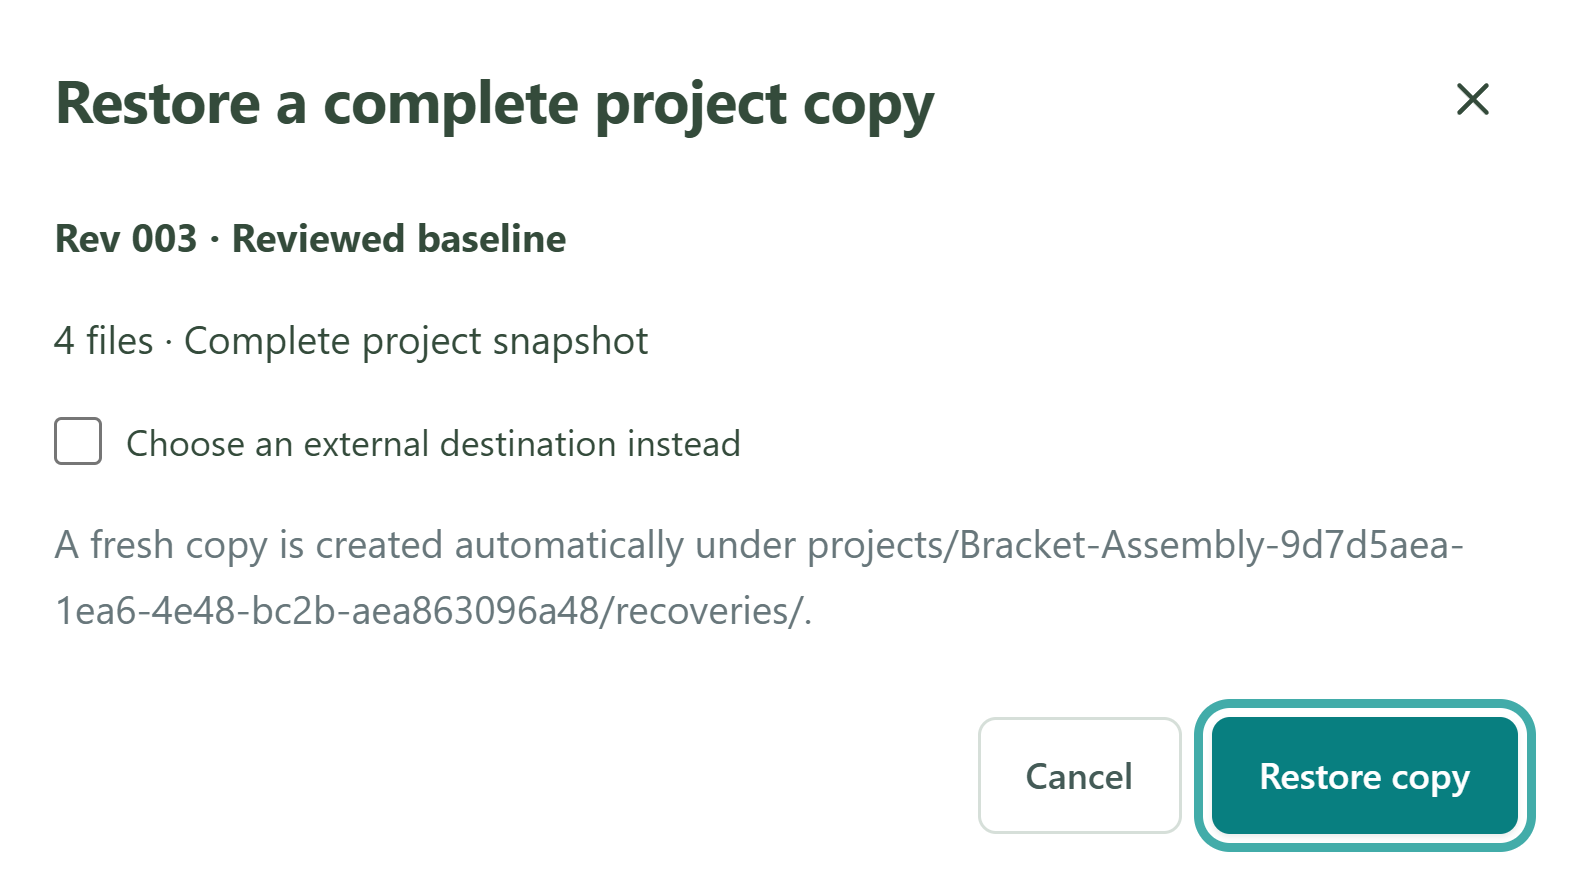 Restore a complete project copy
Rev 003 · Reviewed baseline
4 files · Complete project snapshot
Choose an external destination instead
A fresh copy is created automatically under projects/Bracket-Assembly-9d7d5aea-
1ea6-4e48-bc2b-aea863096a48/recoveries/.
Cancel
Restore copy